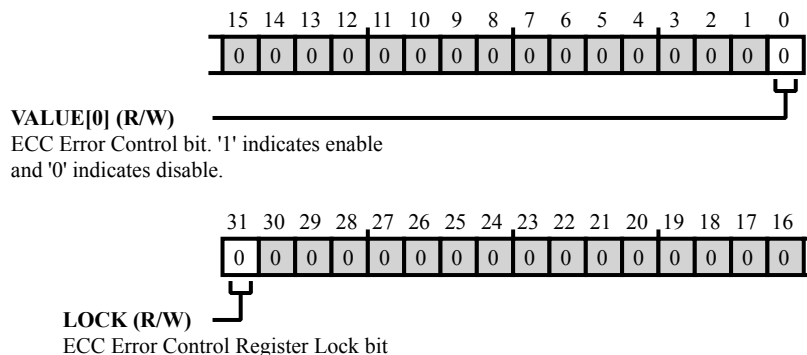 15 14 13 12 11 10 9 8 7 6 5 4 3 2 1 0
0 0 0 0 0 0 0 0 0 0 0 0 0 0 0 0
VALUE[0] (R/W)
ECC Error Control bit. '1' indicates enable
and '0' indicates disable.
31 30 29 28 27 26 25 24 23 22 21 20 19 18 17 16
0 0 0 0 0 0 0 0 0 0 0 0 0 0 0 0
LOCK (R/W)
ECC Error Control Register Lock bit